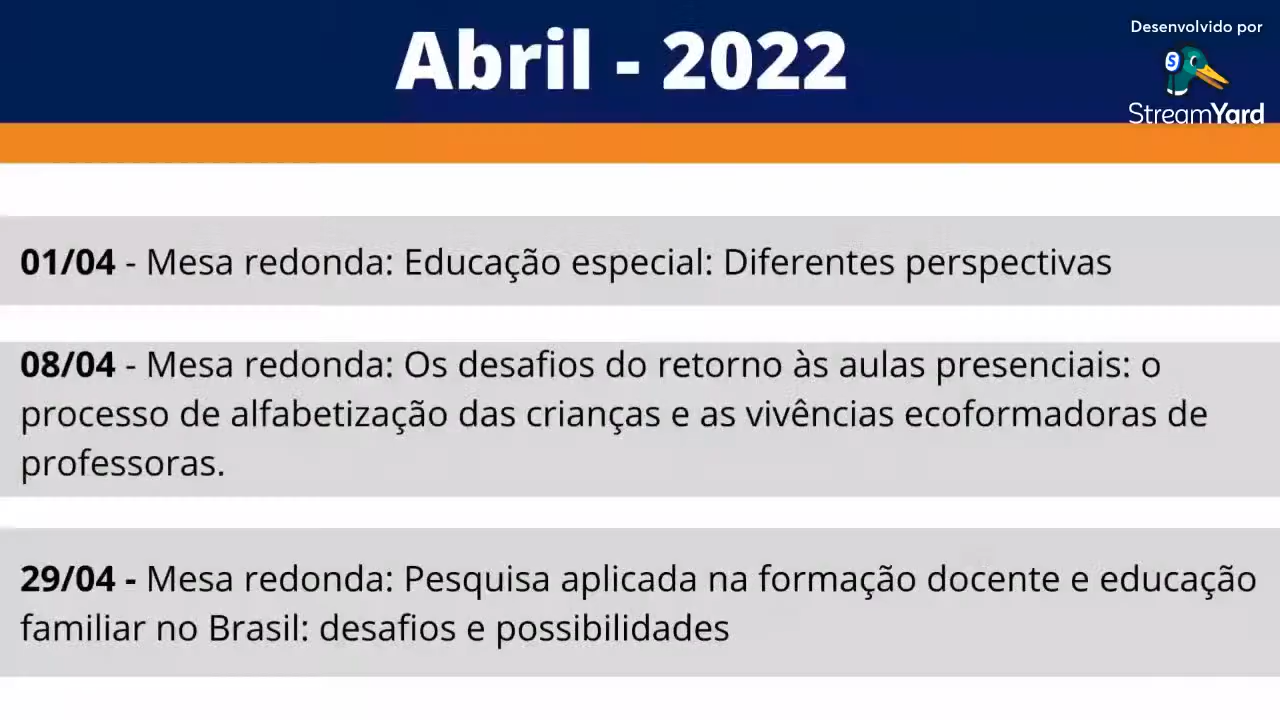 Abril - 2022
Desenvolvido por
StreamYard
01/04 - Mesa redonda: Educação especial: Diferentes perspectivas
08/04 - Mesa redonda: Os desafios do retorno às aulas presenciais: o
processo de alfabetização das crianças e as vivências ecoformadoras de
professoras.
29/04 - Mesa redonda: Pesquisa aplicada na formação docente e educação
familiar no Brasil: desafios e possibilidades